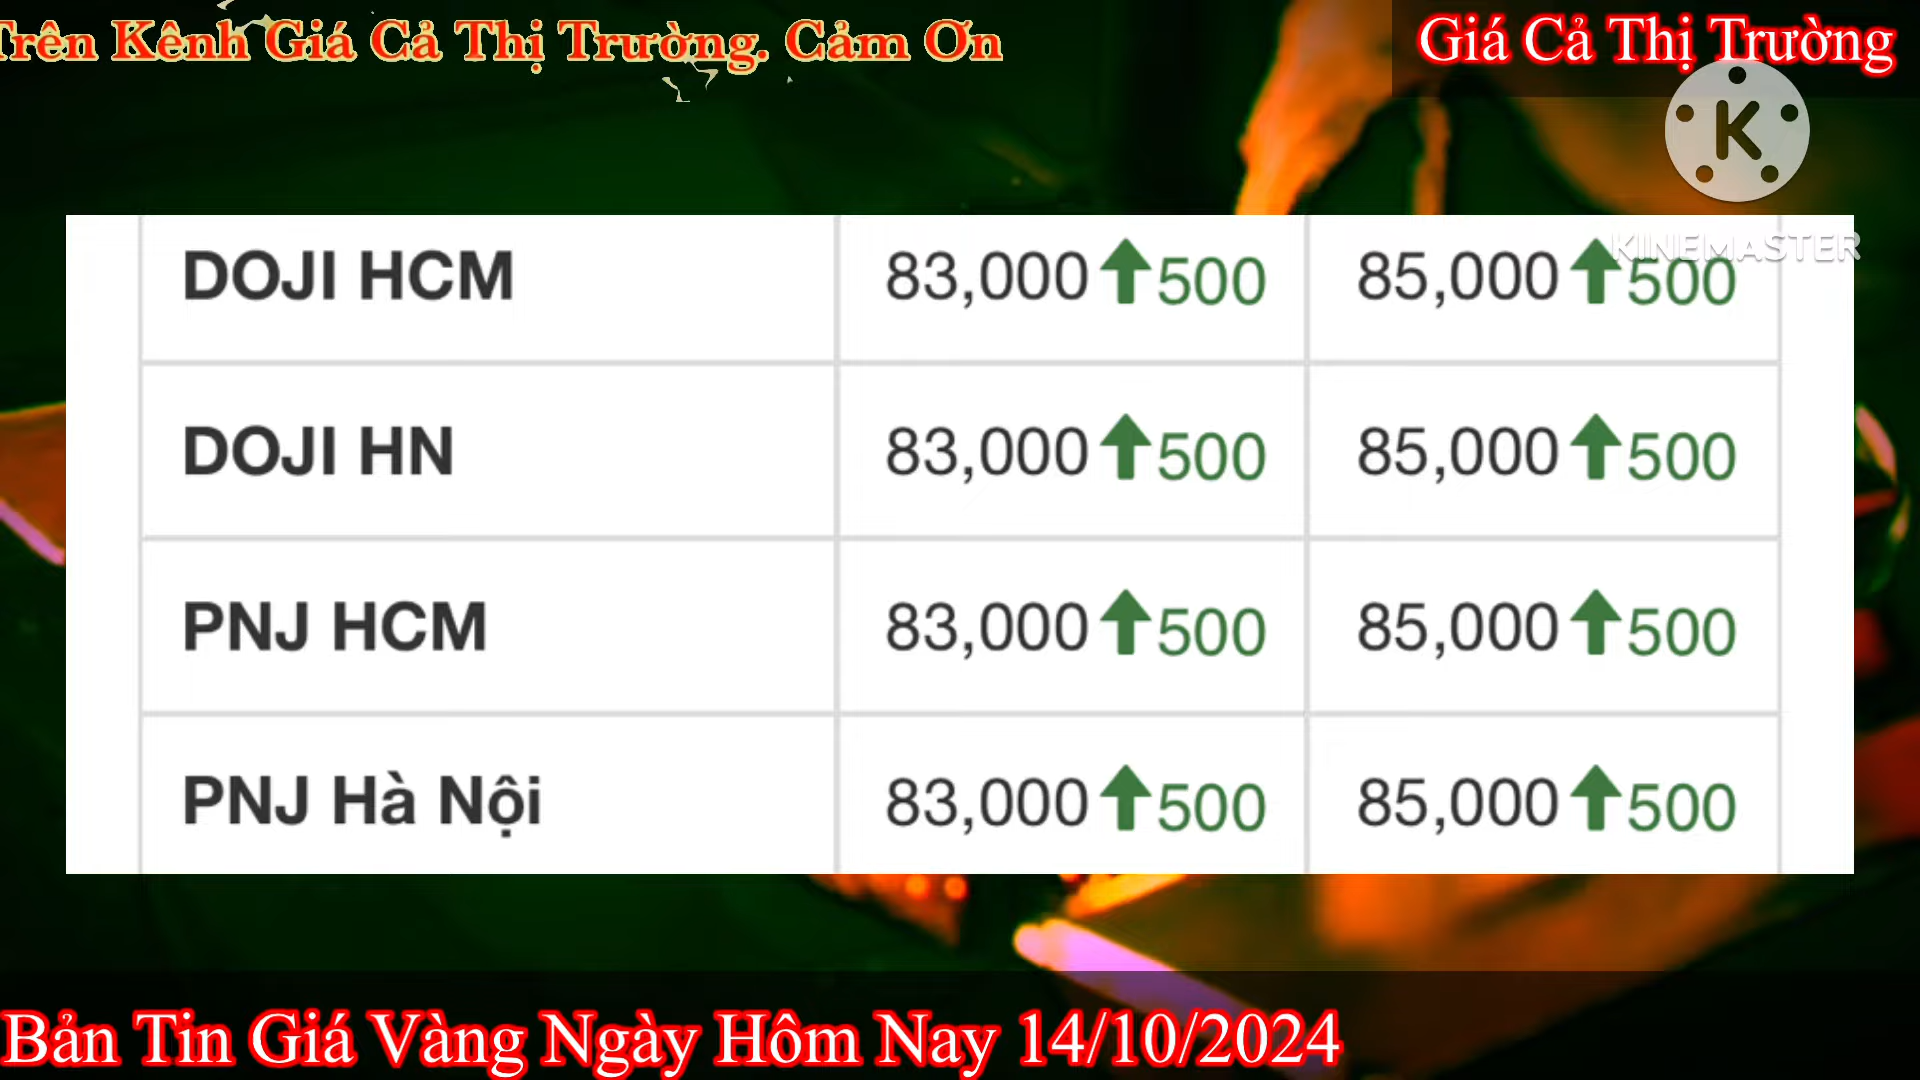 Trên Kênh Giá Cả Thị Trường. Cảm Ơn
Giá Cả Thị Trường
K
KINEMASTER
DOJI HCM 83,000 500 85,000 500
DOJI HN 83,000 500 85,000 500
PNJ HCM 83,000 500 85,000 500
PNJ Hà Nội 83,000 500 85,000 500
Bản Tin Giá Vàng Ngày Hôm Nay 14/10/2024